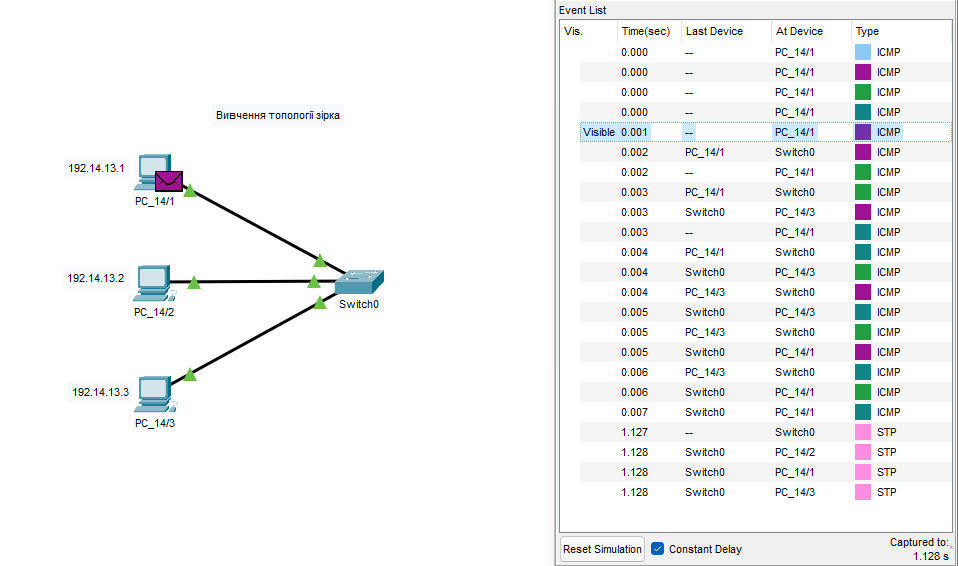 Вивчення топології зірка
192.14.13.1
PC_14/1
192.14.13.2
PC_14/2
192.14.13.3
PC_14/3
Switch0
Event List
Vis. Time(sec) Last Device At Device Type
0.000 -- PC_14/1 ICMP
0.000 -- PC_14/1 ICMP
0.000 -- PC_14/1 ICMP
0.000 -- PC_14/1 ICMP
Visible 0.001 -- PC_14/1 ICMP
0.002 PC_14/1 Switch0 ICMP
0.002 -- PC_14/1 ICMP
0.003 PC_14/1 Switch0 ICMP
0.003 Switch0 PC_14/3 ICMP
0.003 -- PC_14/1 ICMP
0.004 PC_14/1 Switch0 ICMP
0.004 Switch0 PC_14/3 ICMP
0.004 PC_14/3 Switch0 ICMP
0.005 Switch0 PC_14/3 ICMP
0.005 PC_14/3 Switch0 ICMP
0.005 Switch0 PC_14/1 ICMP
0.006 PC_14/3 Switch0 ICMP
0.006 Switch0 PC_14/1 ICMP
0.007 Switch0 PC_14/1 ICMP
1.127 -- Switch0 STP
1.128 Switch0 PC_14/2 STP
1.128 Switch0 PC_14/1 STP
1.128 Switch0 PC_14/3 STP
Reset Simulation Constant Delay
Captured to:
1.128 s